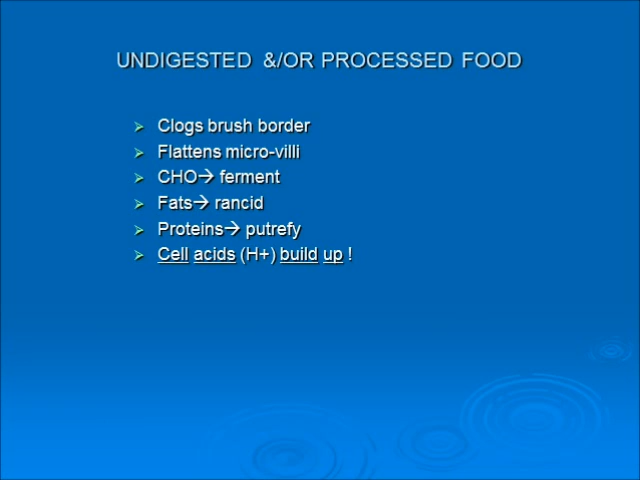 UNDIGESTED &/OR PROCESSED FOOD
➢ Clogs brush border
➢ Flattens micro-villi
➢ CHO→ ferment
➢ Fats→ rancid
➢ Proteins→ putrefy
➢ Cell acids (H+) build up !